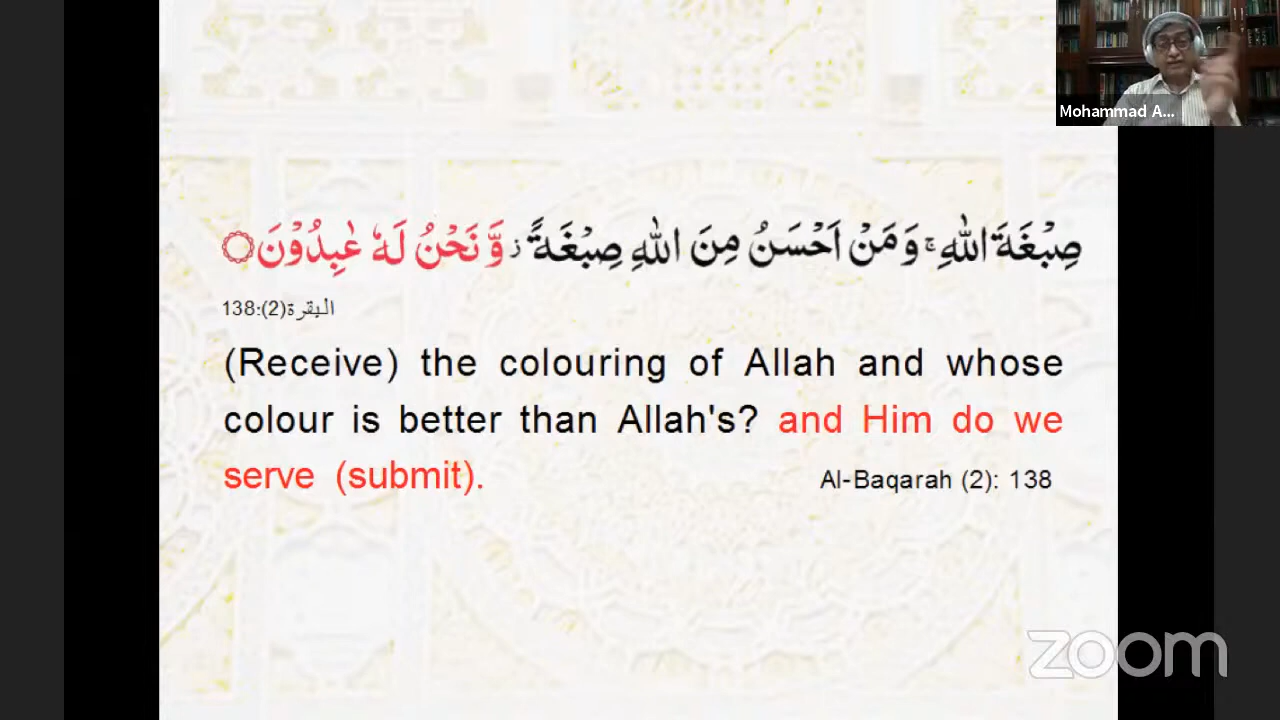 Mohammad A...
صِبْغَةَ اللّٰهِ ۚ وَمَنْ اَحْسَنُ مِنَ اللّٰهِ صِبْغَةً ؗ وَّ نَحْنُ لَهٗ عٰبِدُوْنَ
البقرة(2):138
(Receive) the colouring of Allah and whose
colour is better than Allah's? and Him do we
serve (submit).
Al-Baqarah (2): 138
zoom